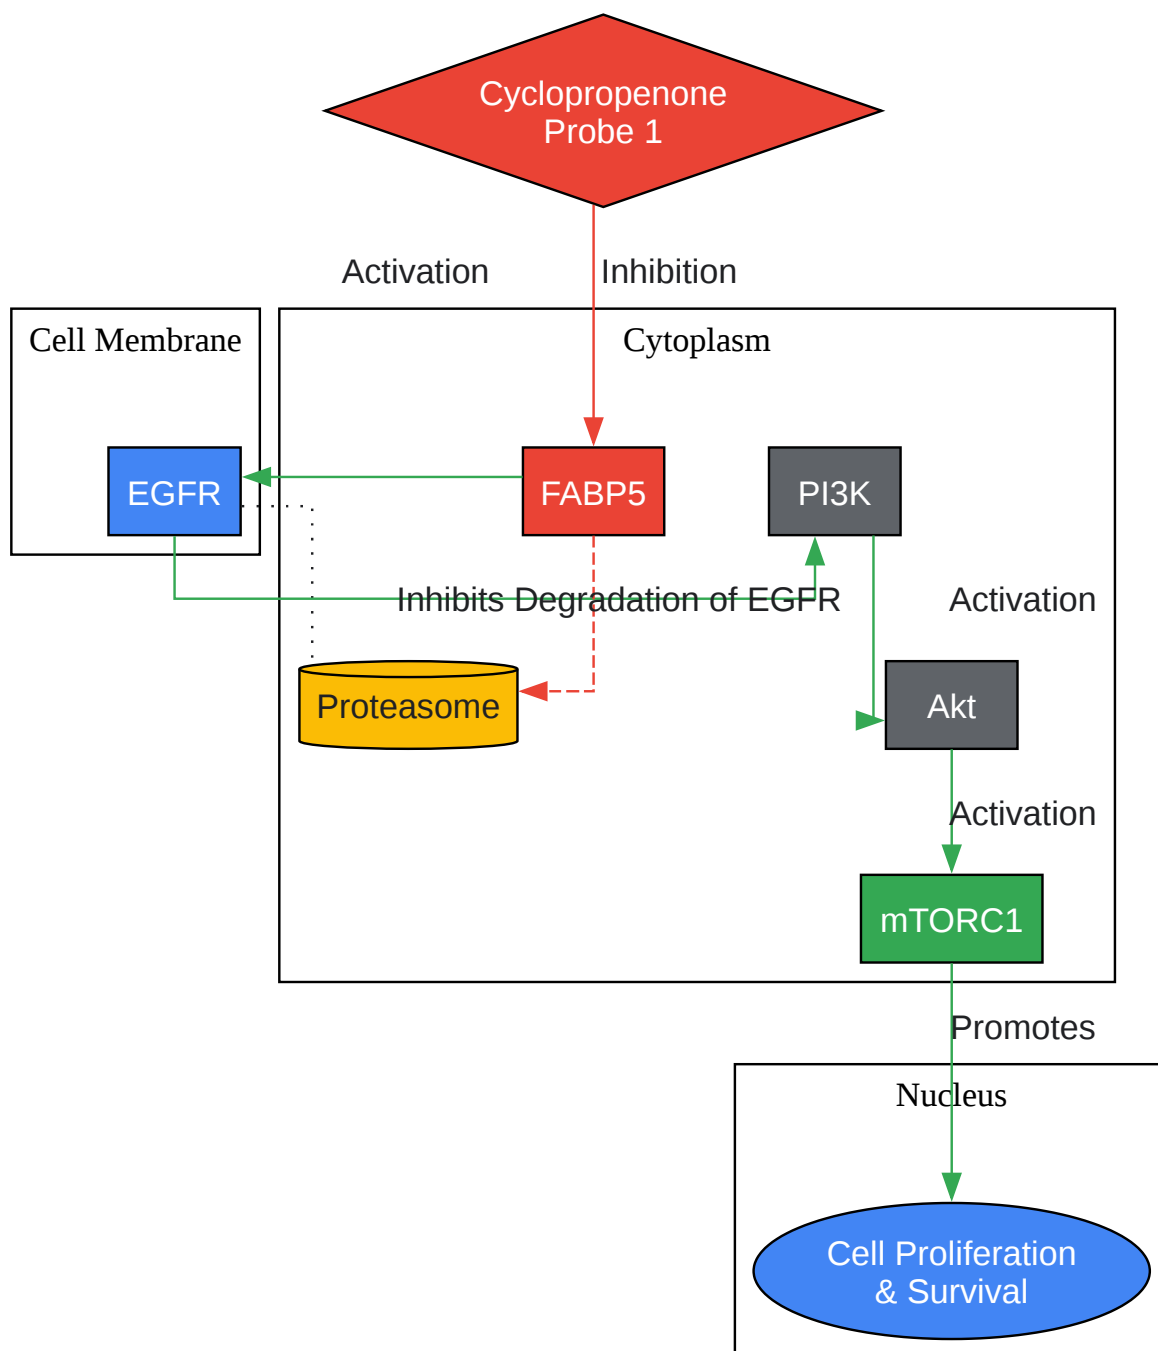 Cyclopropenone
Probe 1
Activation
Inhibition
Cell Membrane
Cytoplasm
EGFR
FABP5
PI3K
Inhibits Degradation of EGFR
Activation
Proteasome
Akt
Activation
mTORC1
Promotes
Nucleus
Cell Proliferation
& Survival